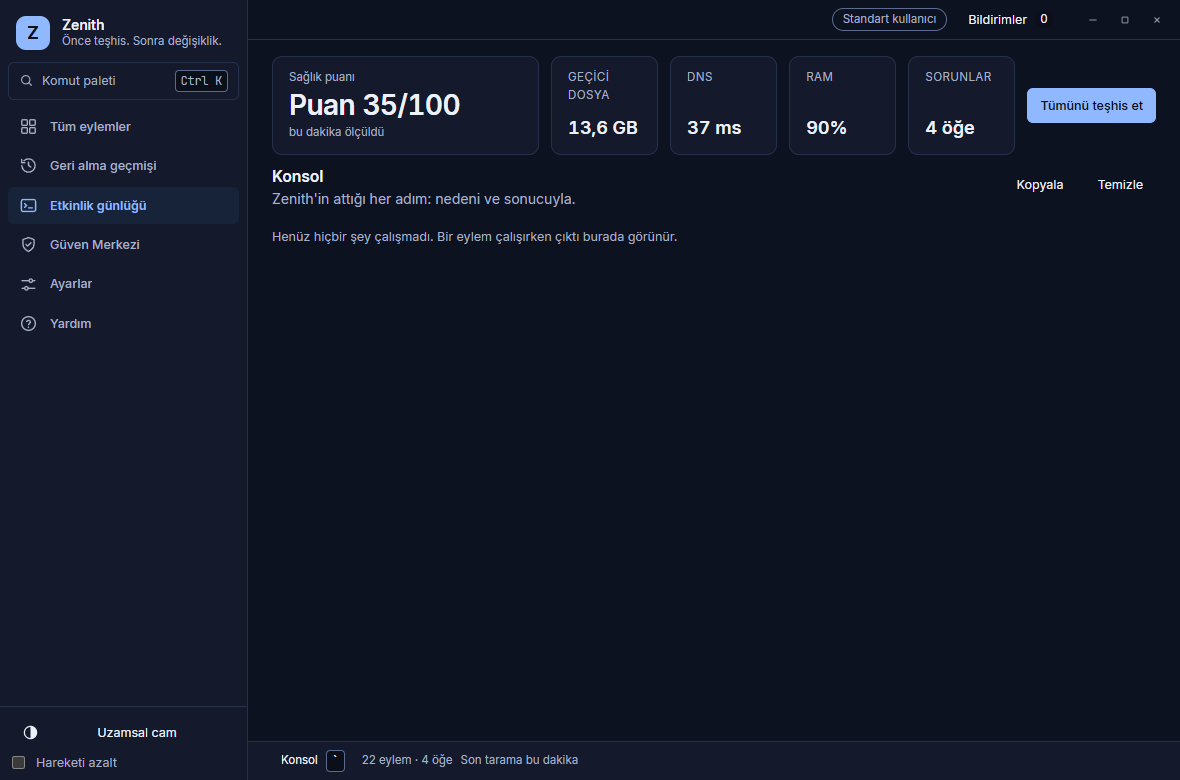 Z
Zenith
Önce teşhis. Sonra değişiklik.
Komut paleti
Ctrl K
Tüm eylemler
Geri alma geçmişi
Etkinlik günlüğü
Güven Merkezi
Ayarlar
Yardım
Uzamsal cam
Hareketi azalt
Standart kullanıcı
Bildirimler 0
Sağlık puanı
Puan 35/100
bu dakika ölçüldü
GEÇİCİ
DOSYA
13,6 GB
DNS
37 ms
RAM
90%
SORUNLAR
4 öğe
Tümünü teşhis et
Konsol
Zenith'in attığı her adım: nedeni ve sonucuyla.
Kopyala
Temizle
Henüz hiçbir şey çalışmadı. Bir eylem çalışırken çıktı burada görünür.
Konsol ` 22 eylem · 4 öğe Son tarama bu dakika